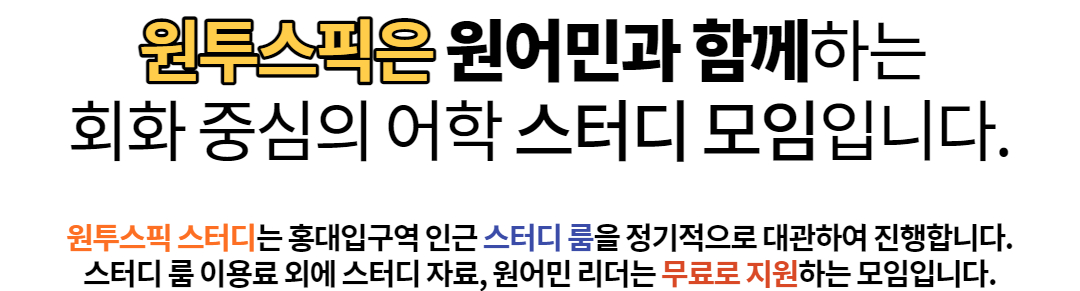 원투스픽은 원어민과 함께하는
회화 중심의 어학 스터디 모임입니다.
원투스픽 스터디는 홍대입구역 인근 스터디 룸을 정기적으로 대관하여 진행합니다.
스터디 룸 이용료 외에 스터디 자료, 원어민 리더는 무료로 지원하는 모임입니다.